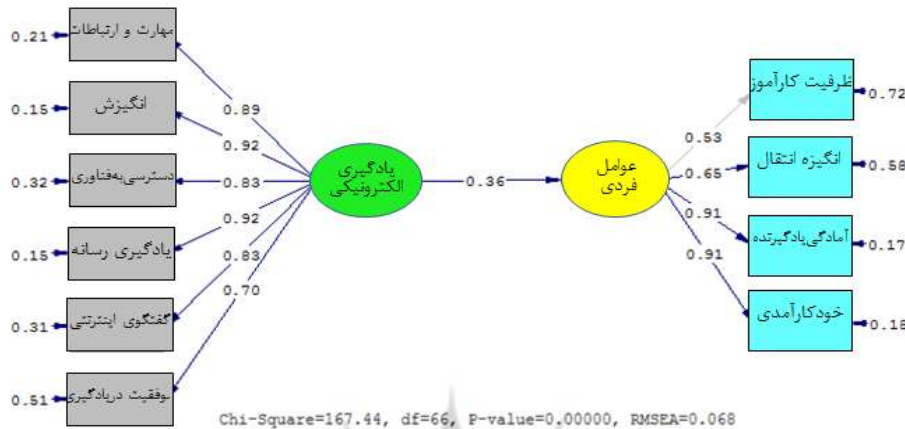 0.21
مهارت و ارتباطات
0.89
0.15
انگیزش
0.92
0.32
دسترسی‌به‌فناوری
0.83
0.15
یادگیری رسانه
0.92
0.31
گفتگوی اینترنتی
0.83
0.51
موفقیت دریادگیری
0.70
یادگیری
الکترونیکی
0.36
عوامل
فردی
0.53
ظرفیت کارآموز
0.72
0.65
انگیزه انتقال
0.58
0.91
آمادگی‌یادگیرنده
0.17
0.91
خودکارآمدی
0.18
Chi-Square=167.44, df=66, P-value=0.00000, RMSEA=0.068